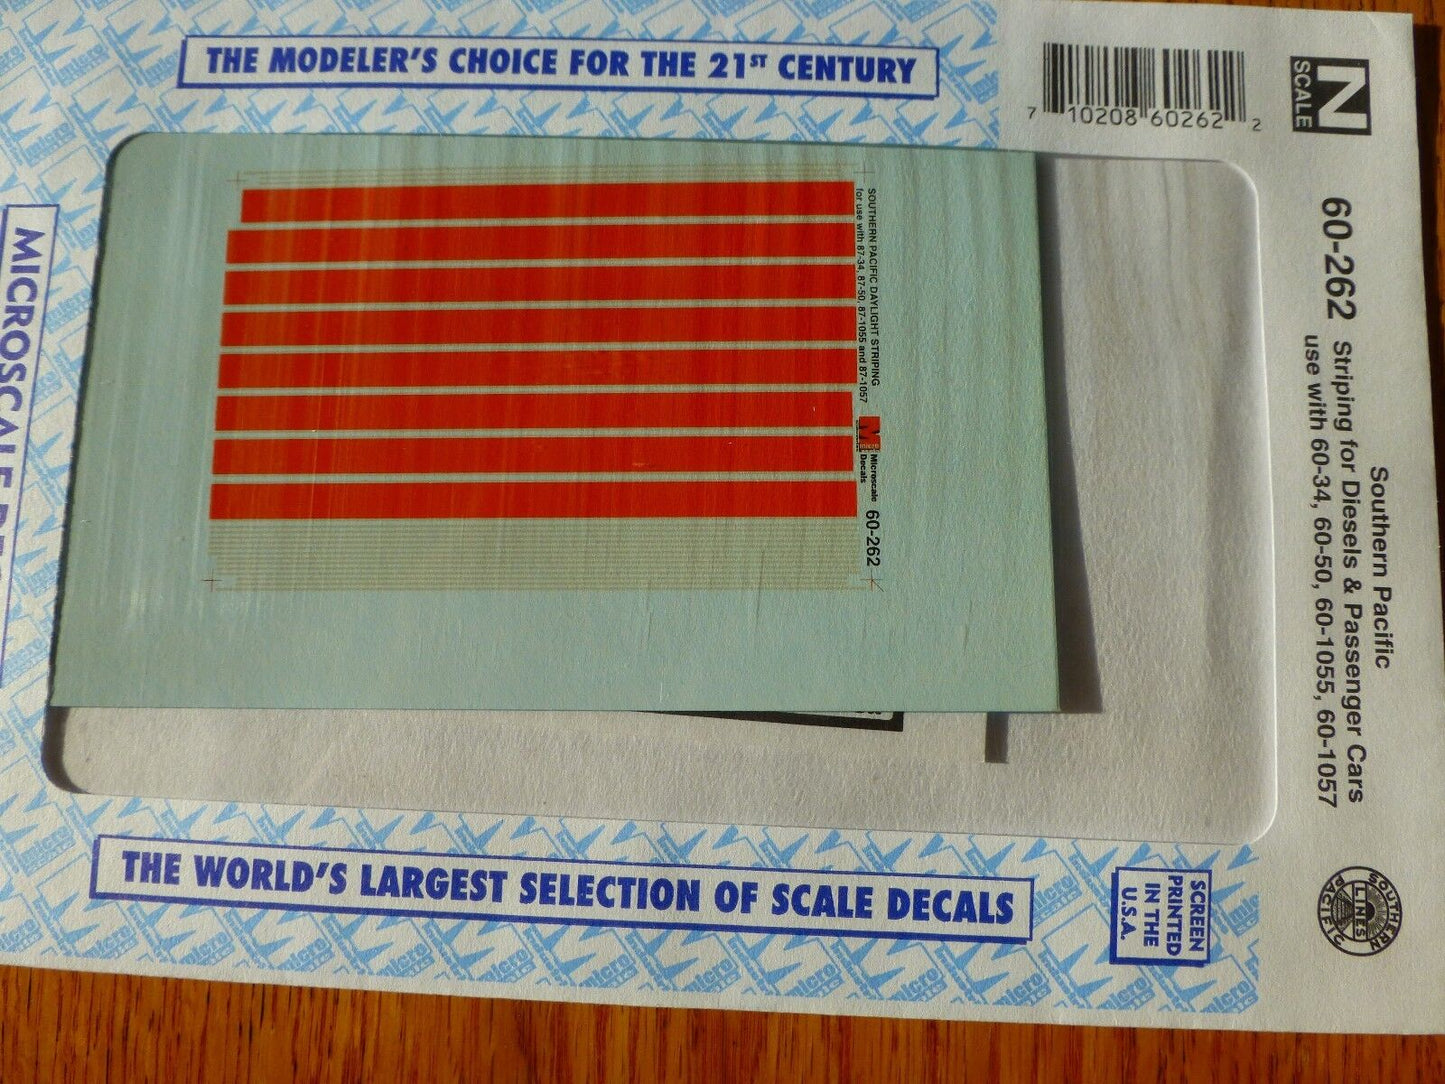 THE MODELER'S CHOICE FOR THE 21ST CENTURY
7 10208 60262 2
N
SCALE
60-262 Southern Pacific
Striping for Diesels & Passenger Cars
use with 60-34, 60-50, 60-1055, 60-1057
SOUTHERN PACIFIC DAYLIGHT STRIPING
for use with 87-34, 87-50, 87-1055 and 87-1057
Microscale
Decals
60-262
MICROSCALE
THE WORLD'S LARGEST SELECTION OF SCALE DECALS
SCREEN
PRINTED
IN THE
U.S.A.
SOUTHERN
LINES
PACIFIC